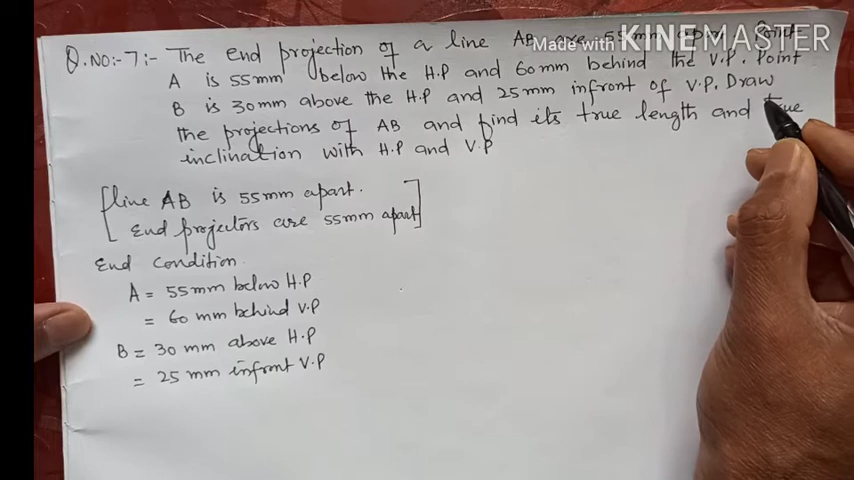 Made with KINEMASTER
Q.NO:-7:- The end projection of a line AB are 55mm apart. Point
A is 55mm below the H.P and 60mm behind the V.P. Point
B is 30mm above the H.P and 25mm infront of V.P. Draw
the projections of AB and find its true length and true
inclination with H.P and V.P
[line AB is 55mm apart.
End projectors are 55mm apart]
End Condition
A = 55mm below H.P
= 60 mm behind V.P
B = 30 mm above H.P
= 25 mm infront V.P